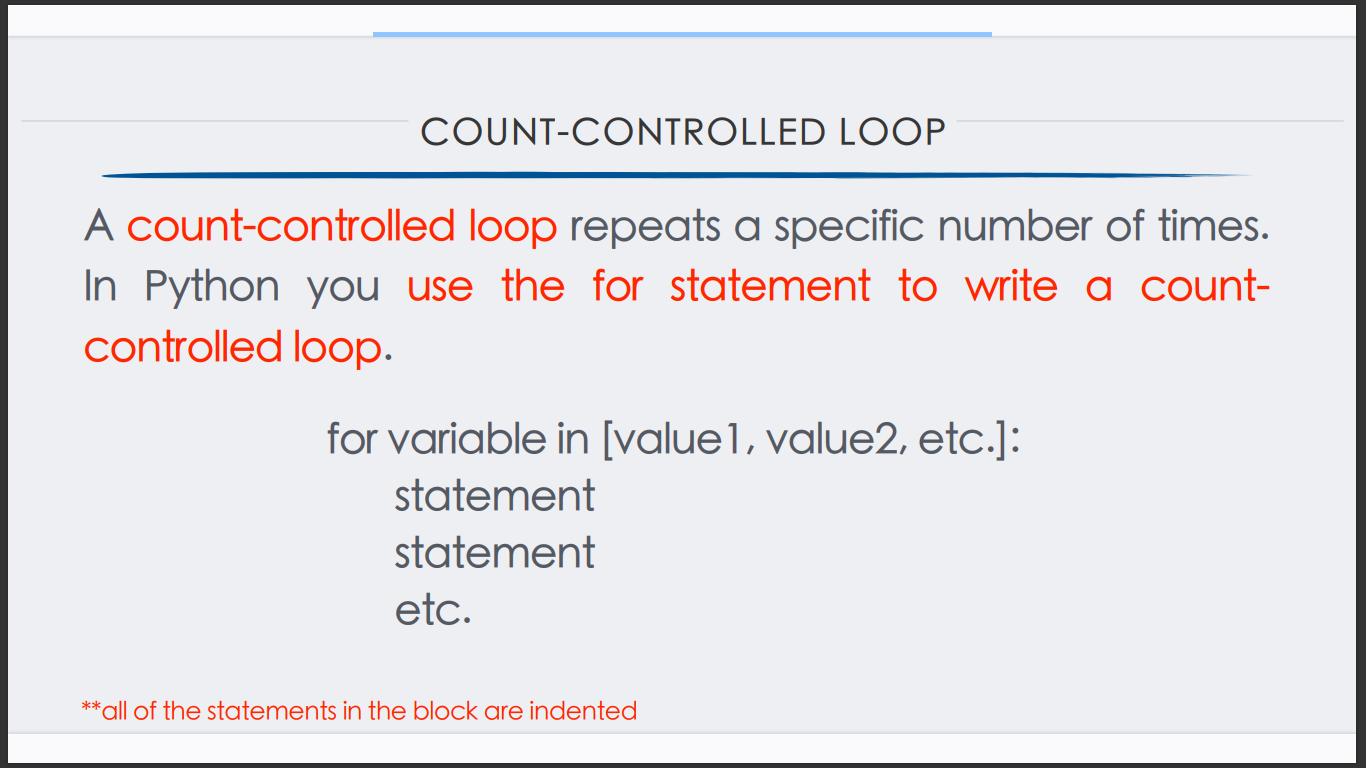 COUNT-CONTROLLED LOOP
A count-controlled loop repeats a specific number of times.
In Python you use the for statement to write a count-
controlled loop.
for variable in [value1, value2, etc.]:
statement
statement
etc.
**all of the statements in the block are indented